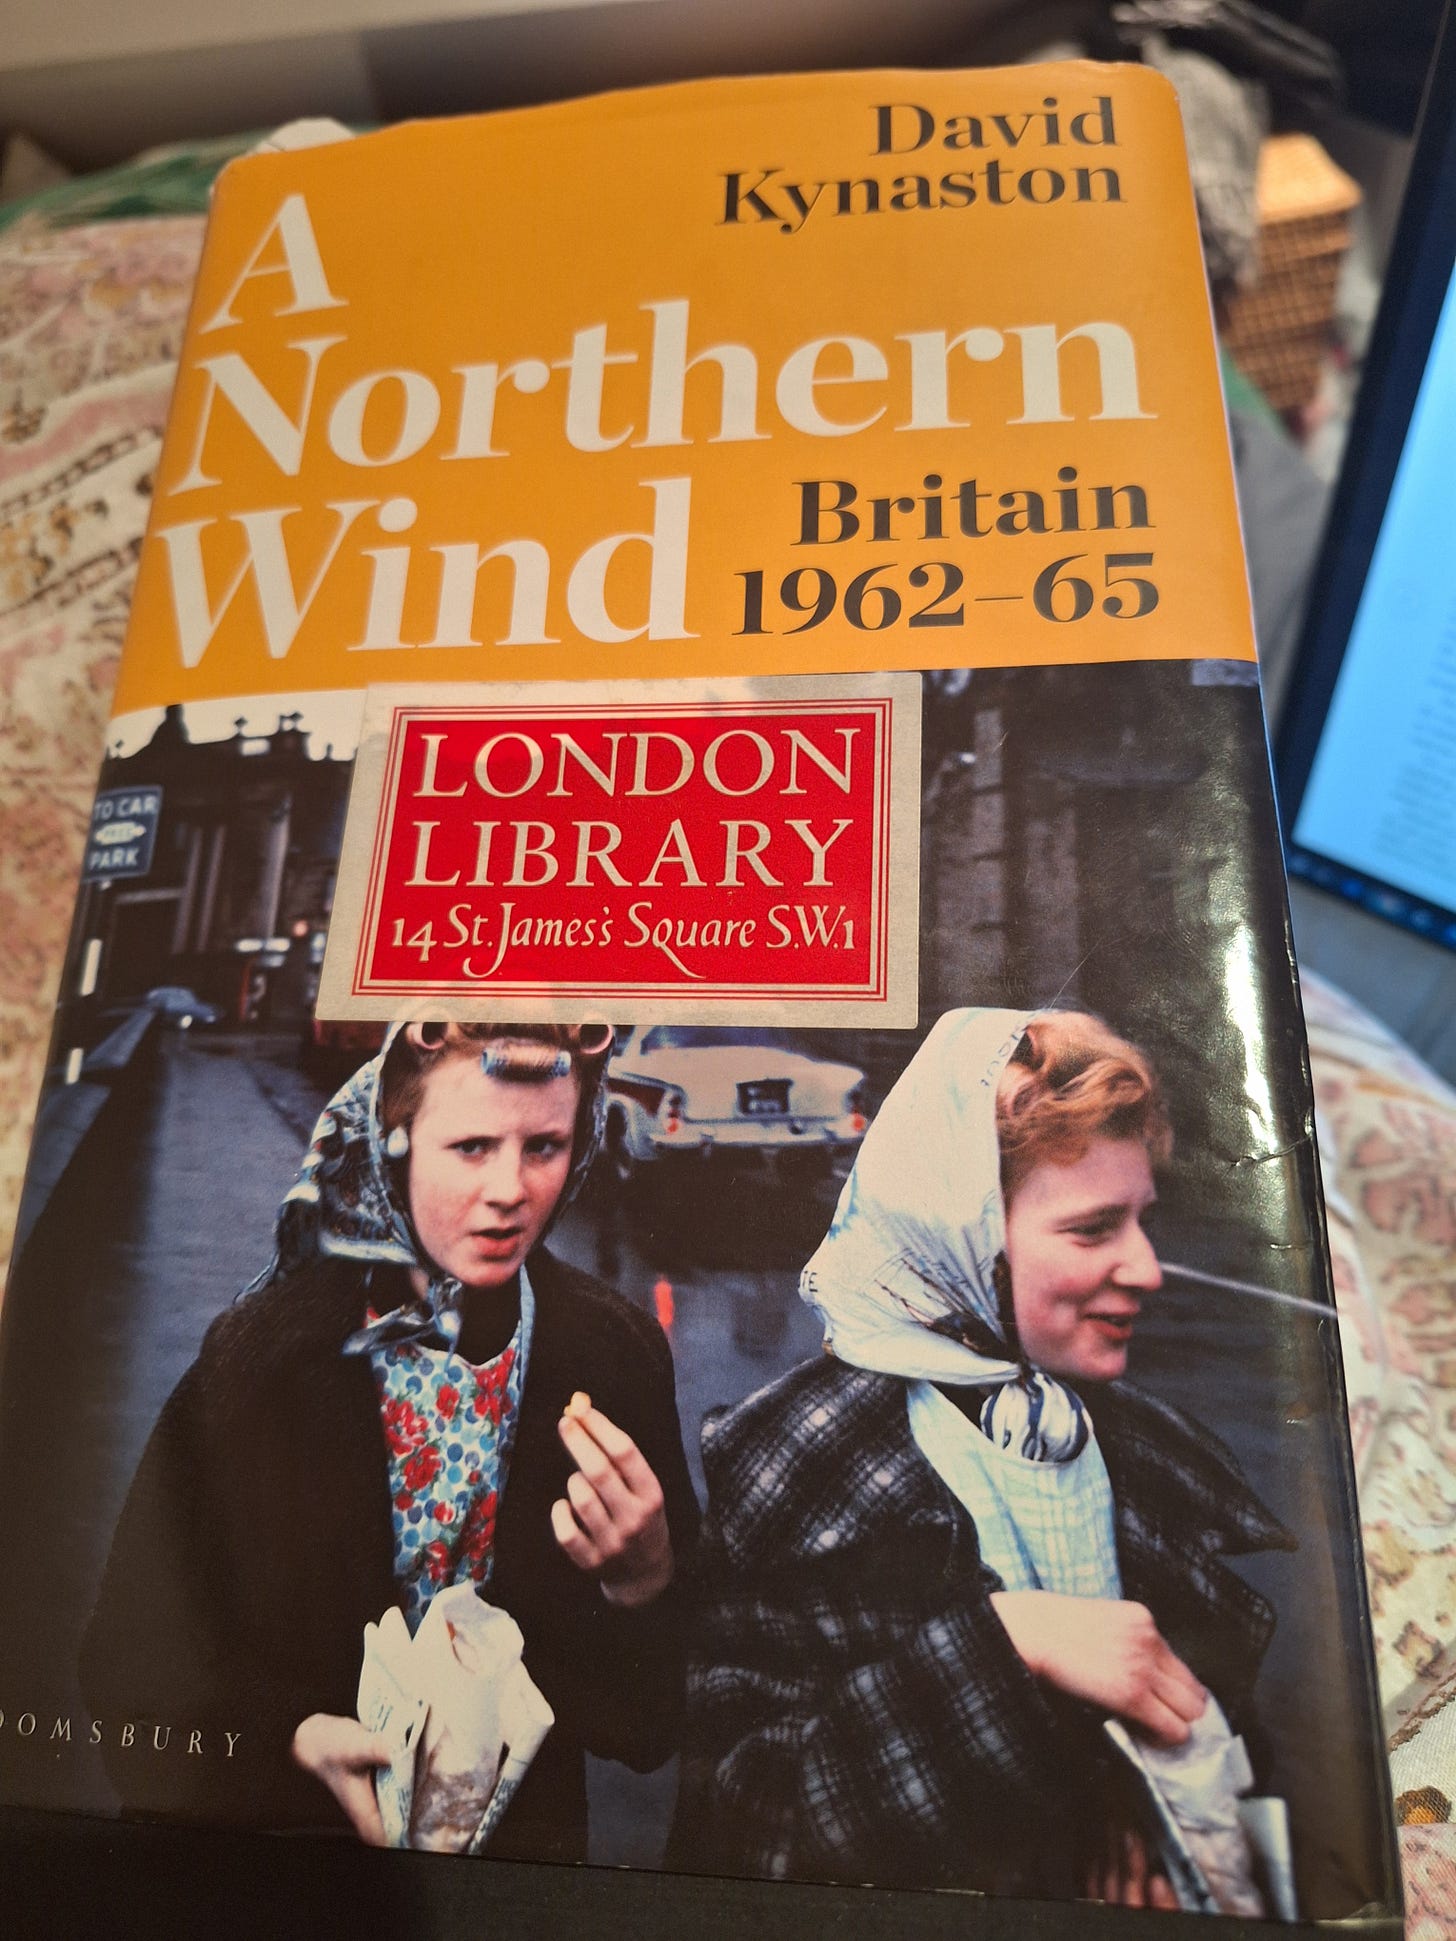 David
Kynaston
A
Northern
Wind
Britain
1962–65
LONDON
LIBRARY
14 St. James's Square S.W.1
TO CAR
PARK
OOMSBURY